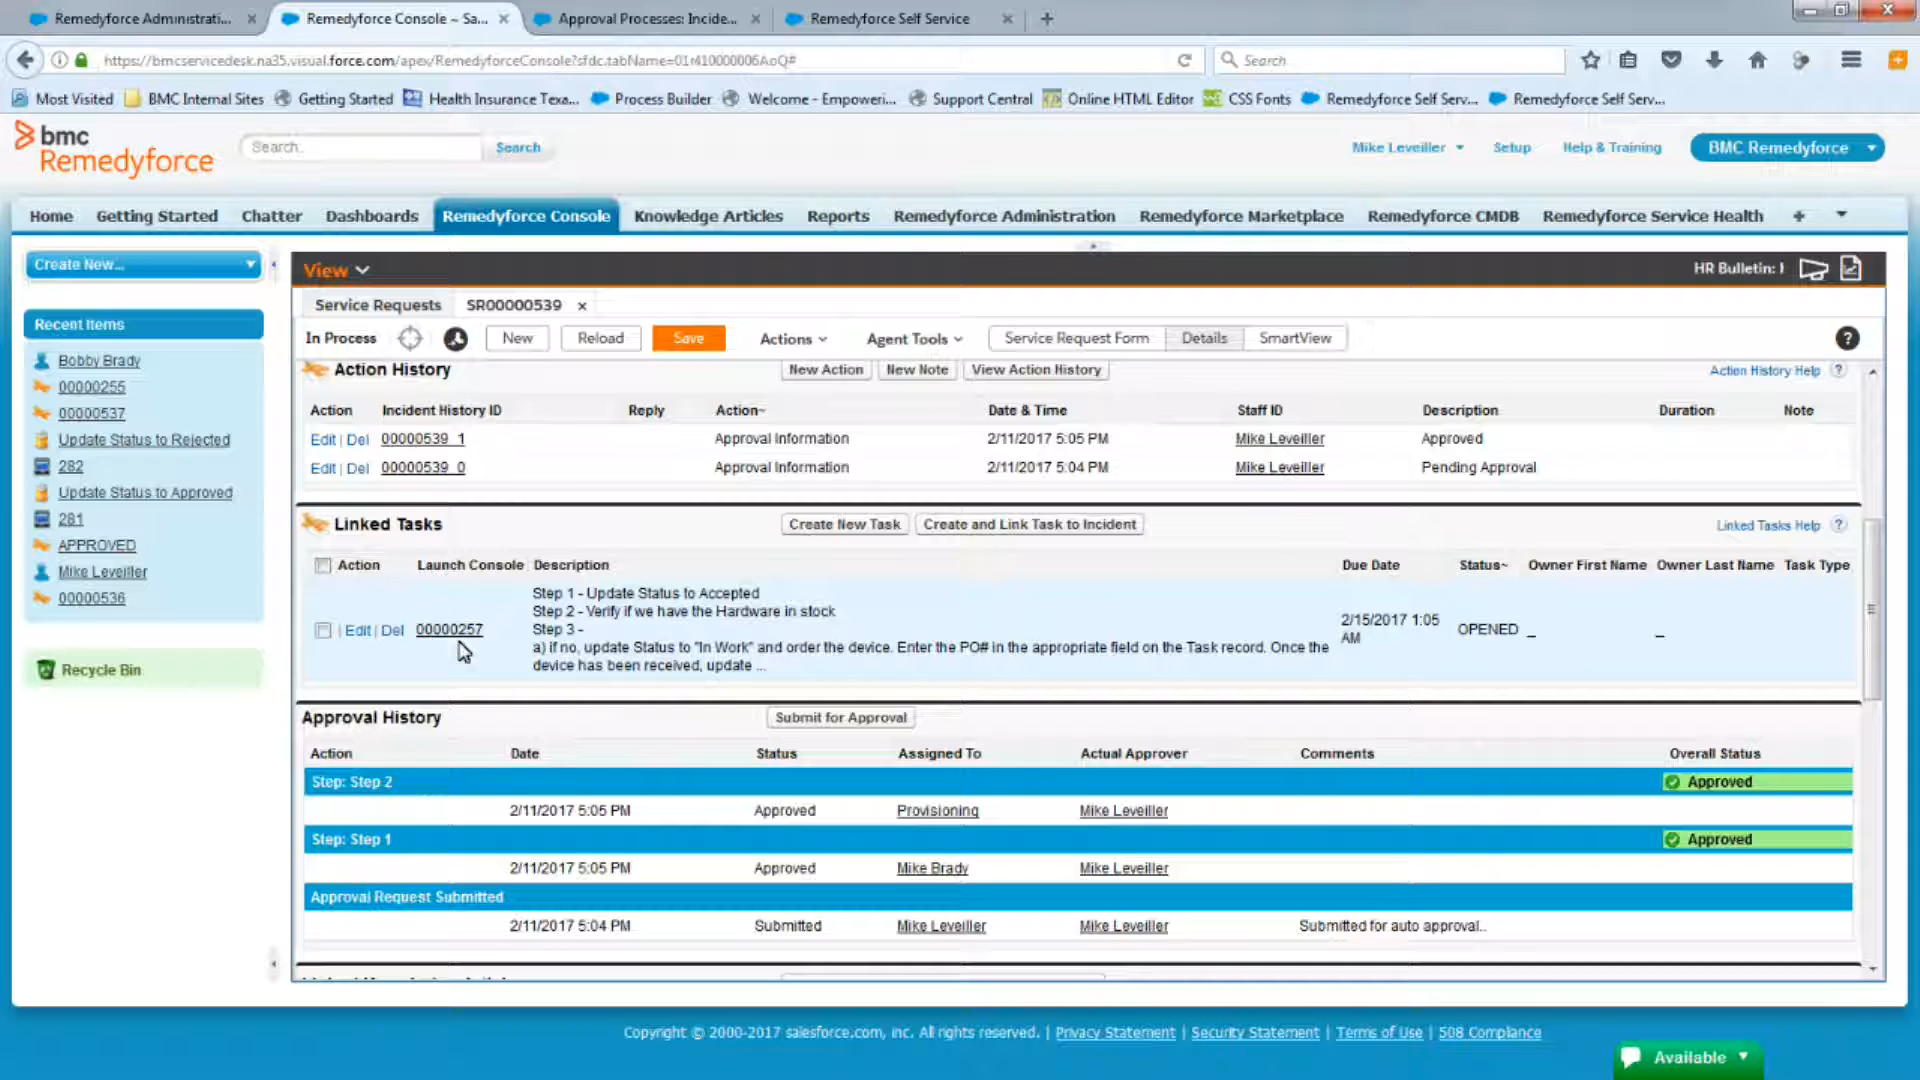 Remedyforce Administrati...
Remedyforce Console ~ Sa...
Approval Processes: Incide...
Remedyforce Self Service
https://bmcservicedesk.na35.visual.force.com/apex/RemedyforceConsole?sfdc.tabName=01r410000006AoQ#
Search
Most Visited BMC Internal Sites Getting Started Health Insurance Texa... Process Builder Welcome - Empoweri... Support Central Online HTML Editor CSS Fonts Remedyforce Self Serv... Remedyforce Self Serv...
bmc
Remedyforce
Search... Search
Mike Leveiller Setup Help & Training BMC Remedyforce
Home Getting Started Chatter Dashboards Remedyforce Console Knowledge Articles Reports Remedyforce Administration Remedyforce Marketplace Remedyforce CMDB Remedyforce Service Health +
Create New...
Recent Items
Bobby Brady
00000255
00000537
Update Status to Rejected
282
Update Status to Approved
281
APPROVED
Mike Leveiller
00000536
Recycle Bin
View
HR Bulletin: I
Service Requests SR00000539 x
In Process New Reload Save Actions Agent Tools Service Request Form Details SmartView ?
Action History New Action New Note View Action History Action History Help ?
Action Incident History ID Reply Action~ Date & Time Staff ID Description Duration Note
Edit | Del 00000539_1 Approval Information 2/11/2017 5:05 PM Mike Leveiller Approved
Edit | Del 00000539_0 Approval Information 2/11/2017 5:04 PM Mike Leveiller Pending Approval
Linked Tasks Create New Task Create and Link Task to Incident Linked Tasks Help ?
Action Launch Console Description Due Date Status~ Owner First Name Owner Last Name Task Type
Step 1 - Update Status to Accepted
Step 2 - Verify if we have the Hardware in stock
Step 3 -
a) if no, update Status to "In Work" and order the device. Enter the PO# in the appropriate field on the Task record. Once the
device has been received, update ...
| Edit | Del 00000257
2/15/2017 1:05
AM
OPENED _ _
Approval History Submit for Approval
Action Date Status Assigned To Actual Approver Comments Overall Status
Step: Step 2 Approved
2/11/2017 5:05 PM Approved Provisioning Mike Leveiller
Step: Step 1 Approved
2/11/2017 5:05 PM Approved Mike Brady Mike Leveiller
Approval Request Submitted
2/11/2017 5:04 PM Submitted Mike Leveiller Mike Leveiller Submitted for auto approval..
Copyright © 2000-2017 salesforce.com, inc. All rights reserved. | Privacy Statement | Security Statement | Terms of Use | 508 Compliance
Available